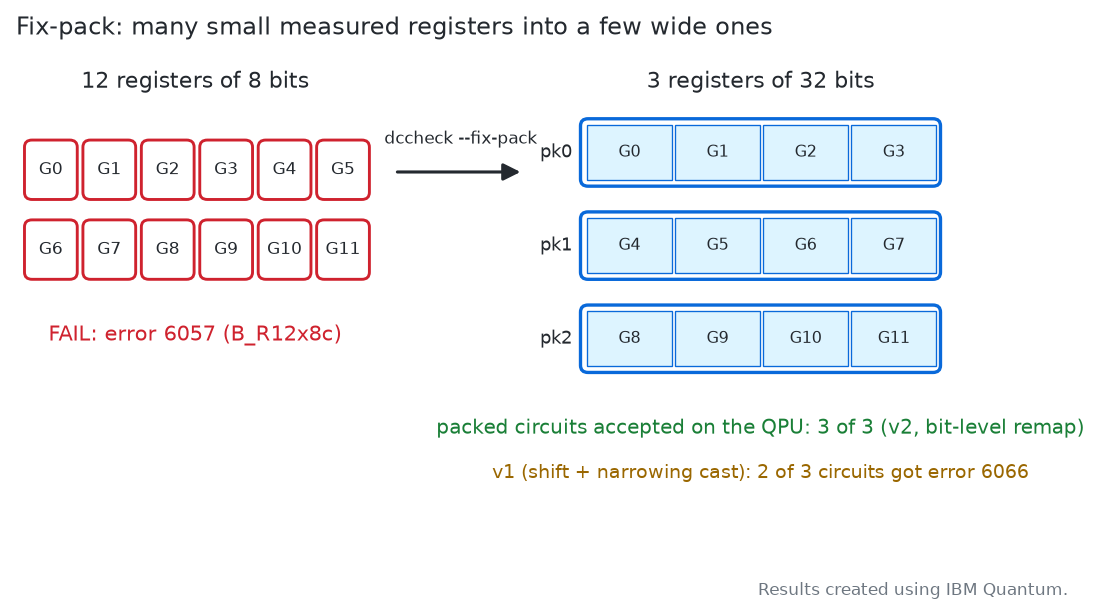 Fix-pack: many small measured registers into a few wide ones
12 registers of 8 bits
3 registers of 32 bits
G0 G1 G2 G3 G4 G5
G6 G7 G8 G9 G10 G11
FAIL: error 6057 (B_R12x8c)
dccheck --fix-pack
pk0 G0 G1 G2 G3
pk1 G4 G5 G6 G7
pk2 G8 G9 G10 G11
packed circuits accepted on the QPU: 3 of 3 (v2, bit-level remap)
v1 (shift + narrowing cast): 2 of 3 circuits got error 6066
Results created using IBM Quantum.